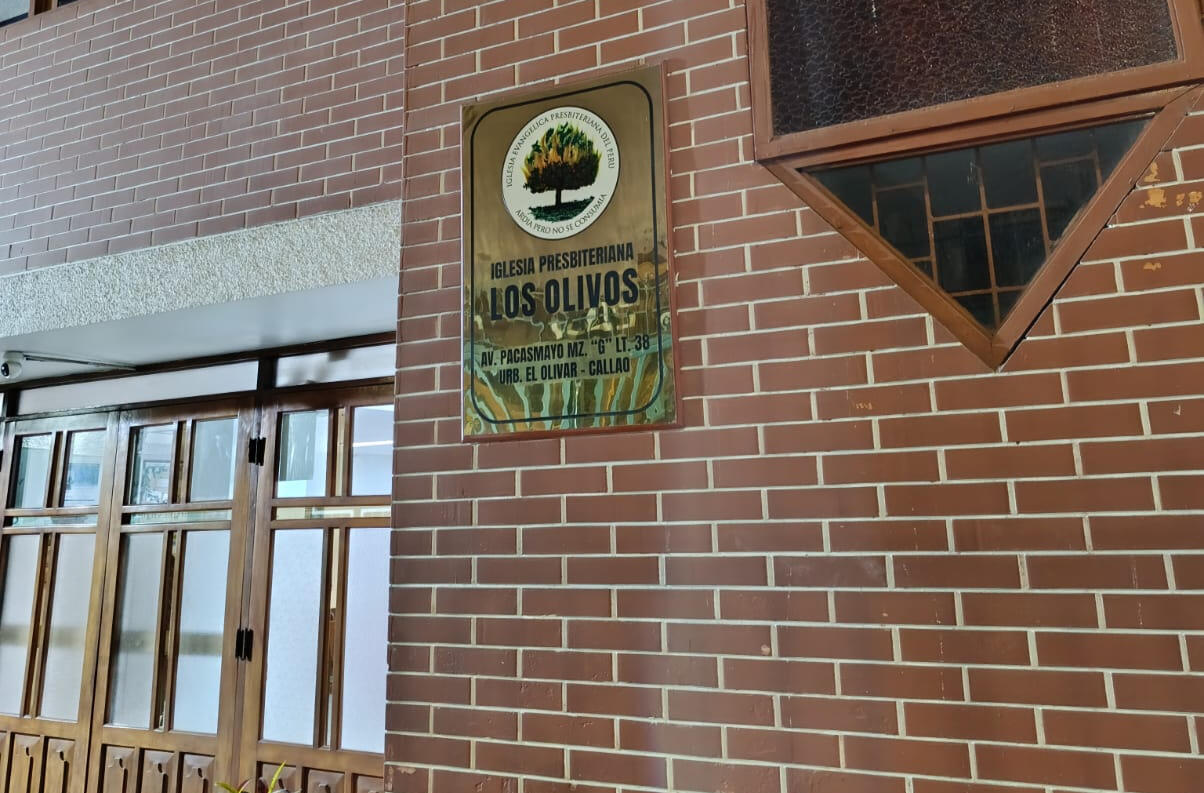 IGLESIA EVANGELICA PRESBITERIANA DEL PERU
ARDIA PERO NO SE CONSUMIA
IGLESIA PRESBITERIANA
LOS OLIVOS
AV. PACASMAYO MZ. “G” LT. 38
URB. EL OLIVAR - CALLAO